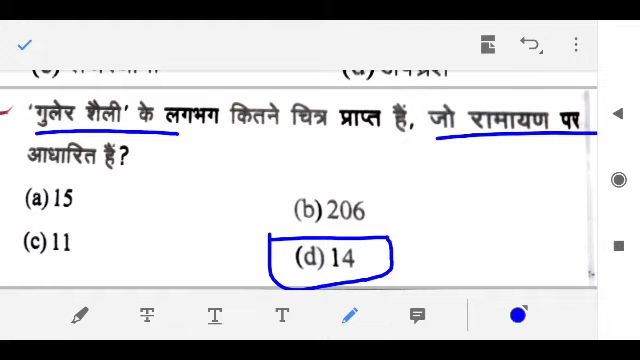 'गुलेर शैली' के लगभग कितने चित्र प्राप्त हैं, जो रामायण पर
आधारित हैं?
(a) 15
(b) 206
(c) 11
(d) 14